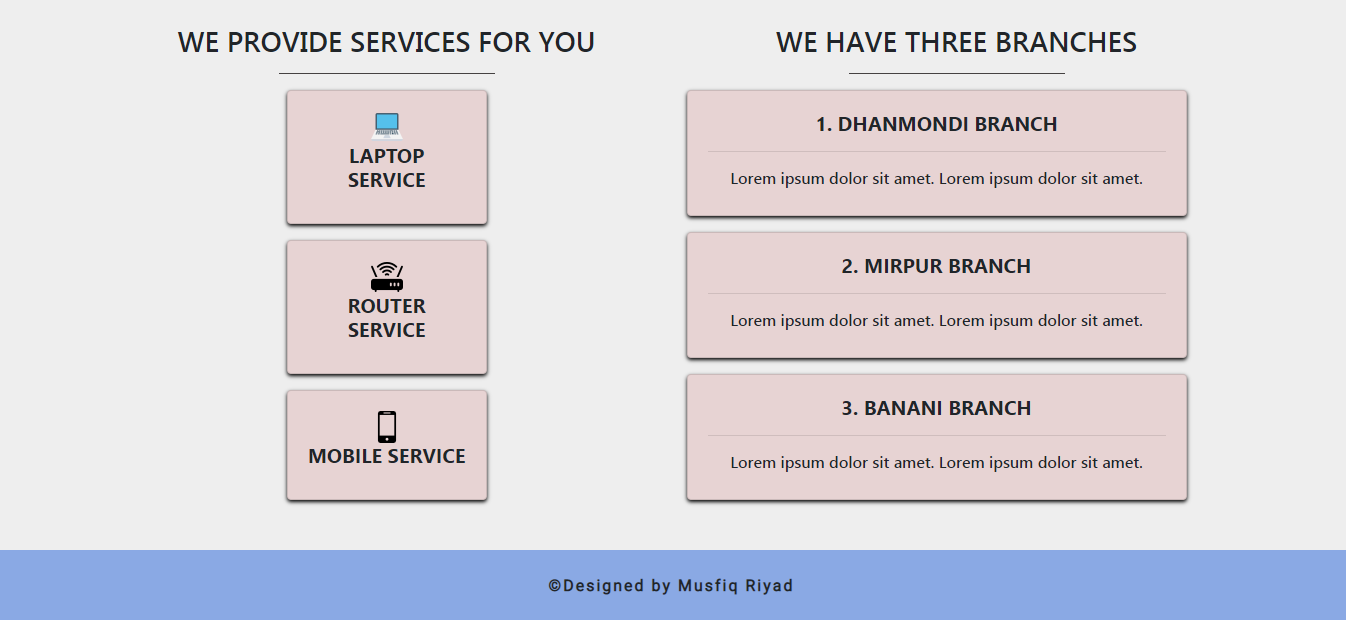 WE PROVIDE SERVICES FOR YOU
LAPTOP
SERVICE
ROUTER
SERVICE
MOBILE SERVICE
WE HAVE THREE BRANCHES
1. DHANMONDI BRANCH
Lorem ipsum dolor sit amet. Lorem ipsum dolor sit amet.
2. MIRPUR BRANCH
Lorem ipsum dolor sit amet. Lorem ipsum dolor sit amet.
3. BANANI BRANCH
Lorem ipsum dolor sit amet. Lorem ipsum dolor sit amet.
©Designed by Musfiq Riyad